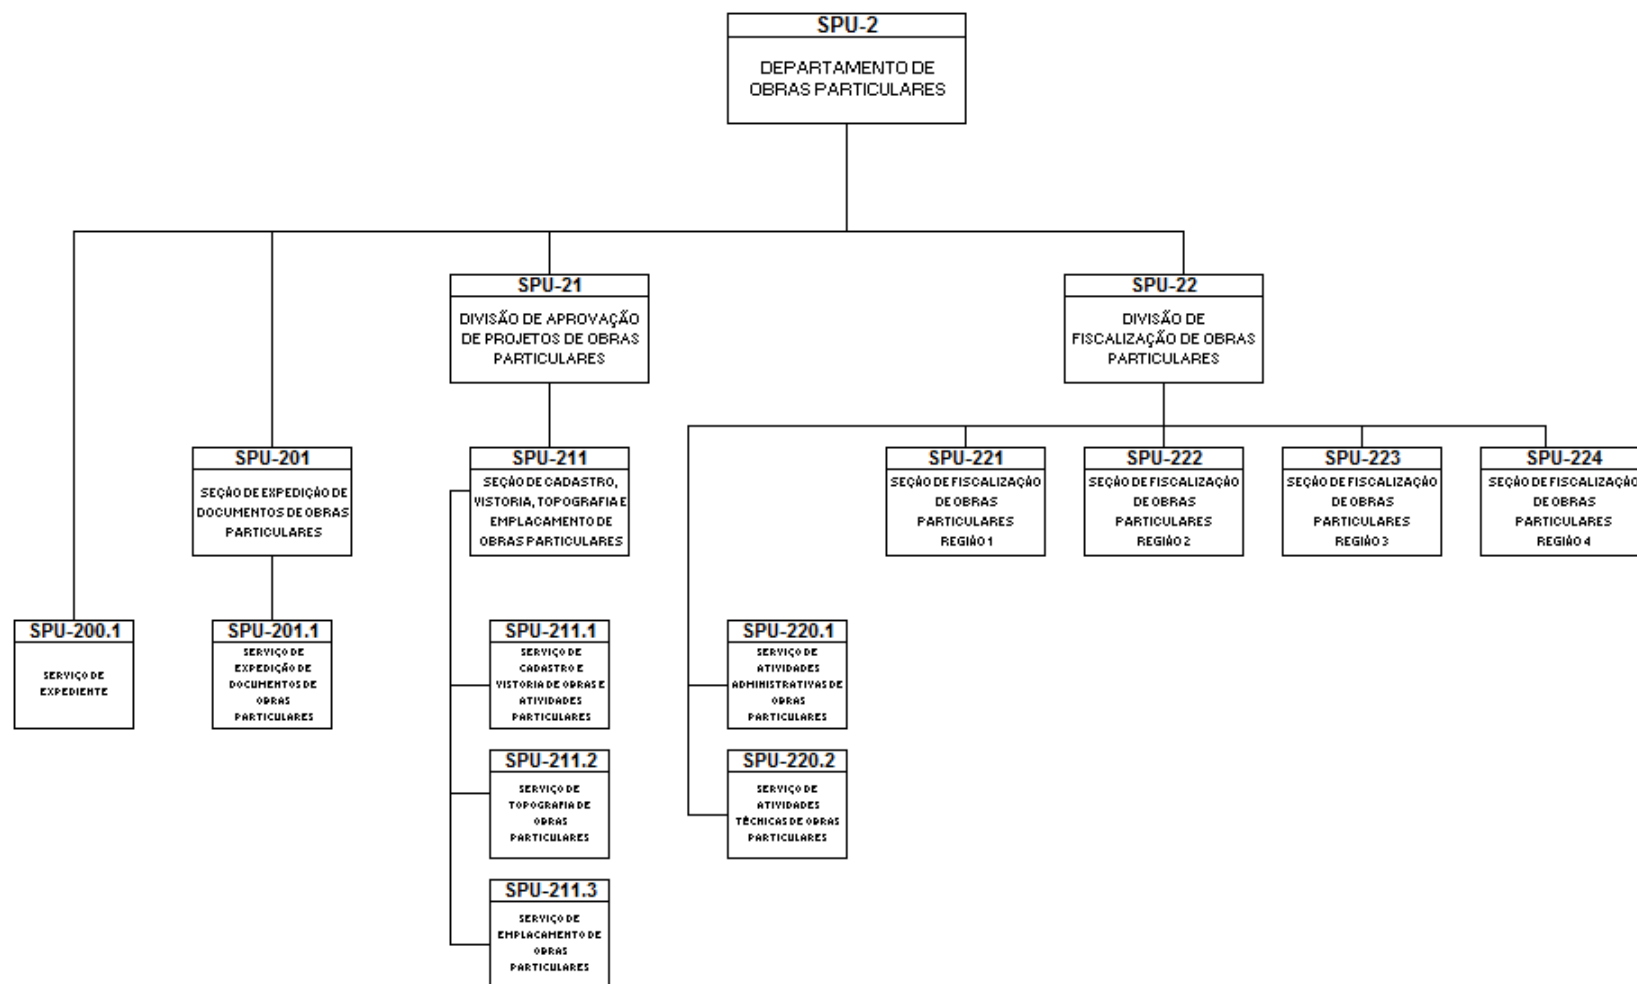 SPU-2
DEPARTAMENTO DE
OBRAS PARTICULARES
SPU-21
DIVISÃO DE APROVAÇÃO
DE PROJETOS DE OBRAS
PARTICULARES
SPU-22
DIVISÃO DE
FISCALIZAÇÃO DE OBRAS
PARTICULARES
SPU-201
SEÇÃO DE EXPEDIÇÃO DE
DOCUMENTOS DE OBRAS
PARTICULARES
SPU-211
SEÇÃO DE CADASTRO,
VISTORIA, TOPOGRAFIA E
EMPLACAMENTO DE
OBRAS PARTICULARES
SPU-221
SEÇÃO DE FISCALIZAÇÃO
DE OBRAS
PARTICULARES
REGIÃO 1
SPU-222
SEÇÃO DE FISCALIZAÇÃO
DE OBRAS
PARTICULARES
REGIÃO 2
SPU-223
SEÇÃO DE FISCALIZAÇÃO
DE OBRAS
PARTICULARES
REGIÃO 3
SPU-224
SEÇÃO DE FISCALIZAÇÃO
DE OBRAS
PARTICULARES
REGIÃO 4
SPU-200.1
SERVIÇO DE
EXPEDIENTE
SPU-201.1
SERVIÇO DE
EXPEDIÇÃO DE
DOCUMENTOS DE
OBRAS
PARTICULARES
SPU-211.1
SERVIÇO DE
CADASTRO E
VISTORIA DE OBRAS E
ATIVIDADES
PARTICULARES
SPU-220.1
SERVIÇO DE
ATIVIDADES
ADMINISTRATIVAS DE
OBRAS
PARTICULARES
SPU-211.2
SERVIÇO DE
TOPOGRAFIA DE
OBRAS
PARTICULARES
SPU-220.2
SERVIÇO DE
ATIVIDADES
TÉCNICAS DE OBRAS
PARTICULARES
SPU-211.3
SERVIÇO DE
EMPLACAMENTO DE
OBRAS
PARTICULARES